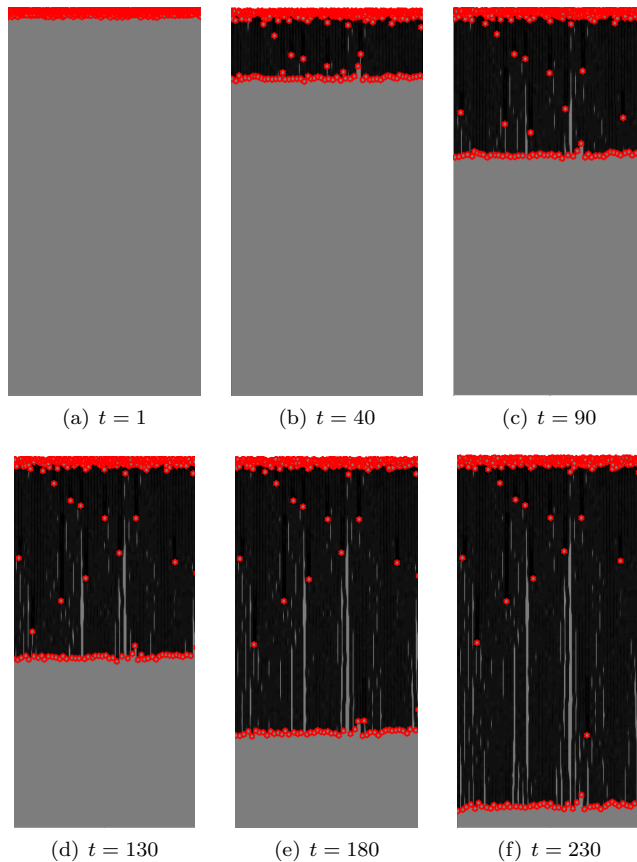 (a) t = 1
(b) t = 40
(c) t = 90
(d) t = 130
(e) t = 180
(f) t = 230